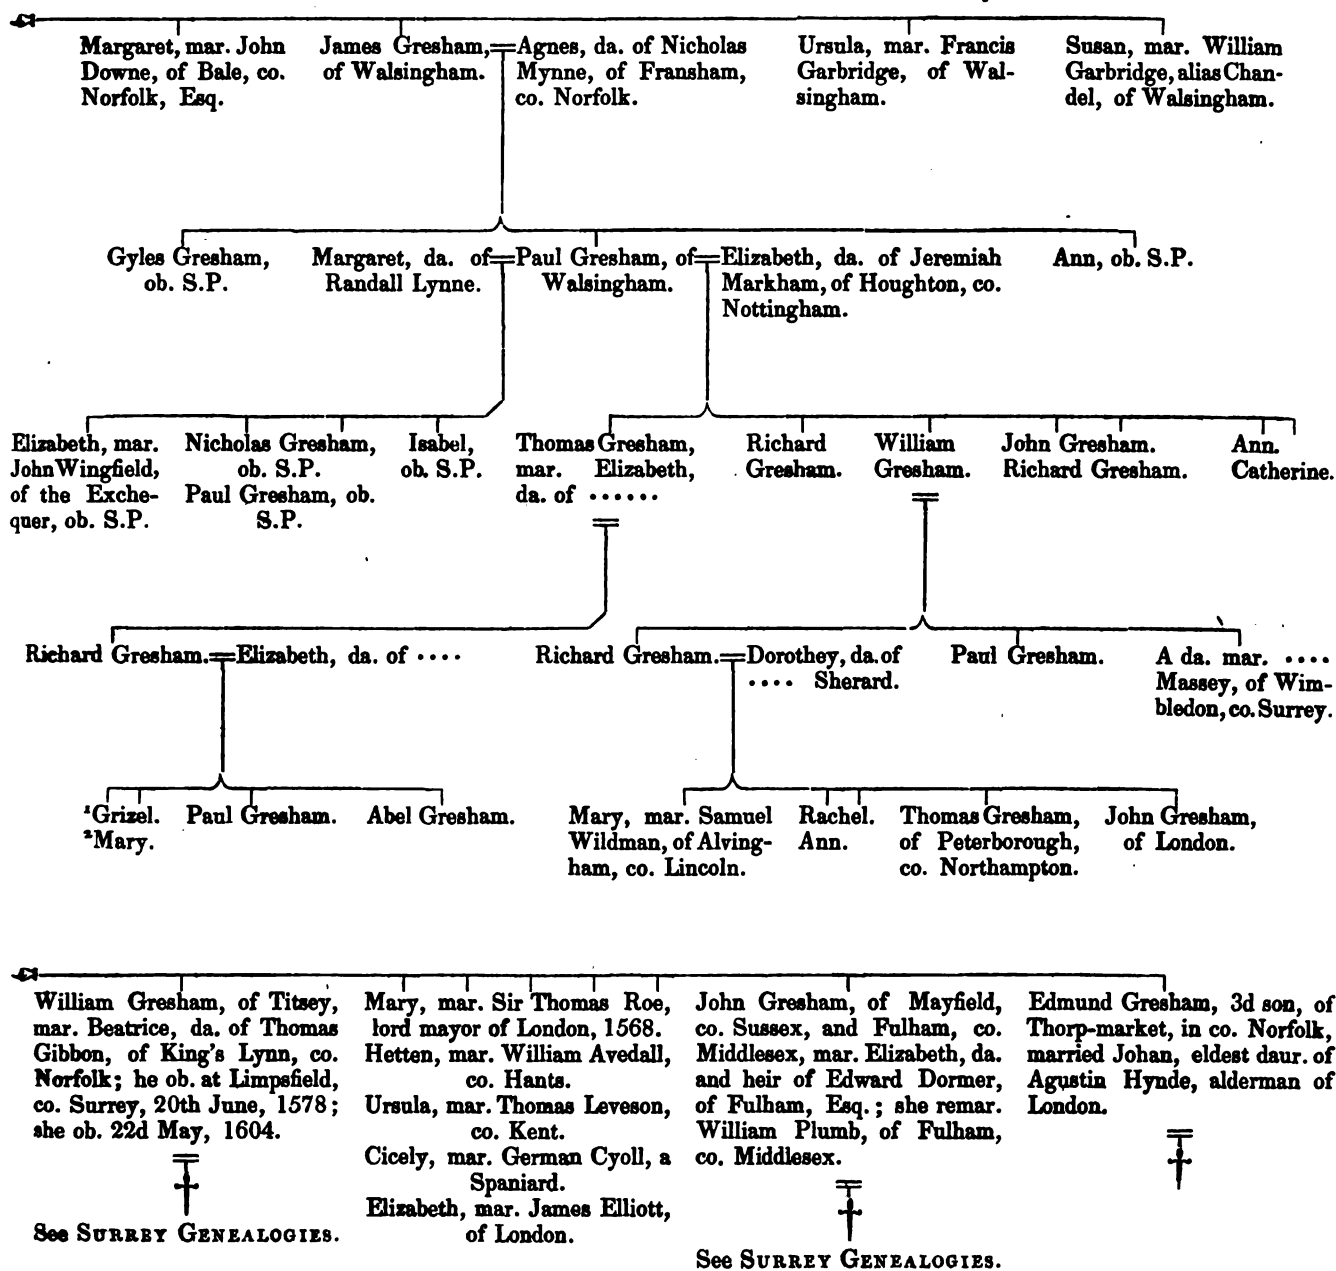 Margaret, mar. John
Downe, of Bale, co.
Norfolk, Esq.
James Gresham,
of Walsingham.
Agnes, da. of Nicholas
Mynne, of Fransham,
co. Norfolk.
Ursula, mar. Francis
Garbridge, of Wal-
singham.
Susan, mar. William
Garbridge, alias Chan-
del, of Walsingham.
Gyles Gresham,
ob. S.P.
Margaret, da. of
Randall Lynne.
Paul Gresham, of
Walsingham.
Elizabeth, da. of Jeremiah
Markham, of Houghton, co.
Nottingham.
Ann, ob. S.P.
Elizabeth, mar.
John Wingfield,
of the Exche-
quer, ob. S.P.
Nicholas Gresham,
ob. S.P.
Paul Gresham, ob.
S.P.
Isabel,
ob. S.P.
Thomas Gresham,
mar. Elizabeth,
da. of ......
Richard
Gresham.
William
Gresham.
John Gresham.
Richard Gresham.
Ann.
Catherine.
Richard Gresham.
Elizabeth, da. of ....
Richard Gresham.
Dorothey, da. of
.... Sherard.
Paul Gresham.
A da. mar. ....
Massey, of Wim-
bledon, co. Surrey.
¹Grizel.
²Mary.
Paul Gresham.
Abel Gresham.
Mary, mar. Samuel
Wildman, of Alving-
ham, co. Lincoln.
Rachel.
Ann.
Thomas Gresham,
of Peterborough,
co. Northampton.
John Gresham,
of London.
William Gresham, of Titsey,
mar. Beatrice, da. of Thomas
Gibbon, of King's Lynn, co.
Norfolk; he ob. at Limpsfield,
co. Surrey, 20th June, 1578;
she ob. 22d May, 1604.
See SURREY GENEALOGIES.
Mary, mar. Sir Thomas Roe,
lord mayor of London, 1568.
Hetten, mar. William Avedall,
co. Hants.
Ursula, mar. Thomas Leveson,
co. Kent.
Cicely, mar. German Cyoll, a
Spaniard.
Elizabeth, mar. James Elliott,
of London.
John Gresham, of Mayfield,
co. Sussex, and Fulham, co.
Middlesex, mar. Elizabeth, da.
and heir of Edward Dormer,
of Fulham, Esq.; she remar.
William Plumb, of Fulham,
co. Middlesex.
See SURREY GENEALOGIES.
Edmund Gresham, 3d son, of
Thorp-market, in co. Norfolk,
married Johan, eldest daur. of
Agustin Hynde, alderman of
London.